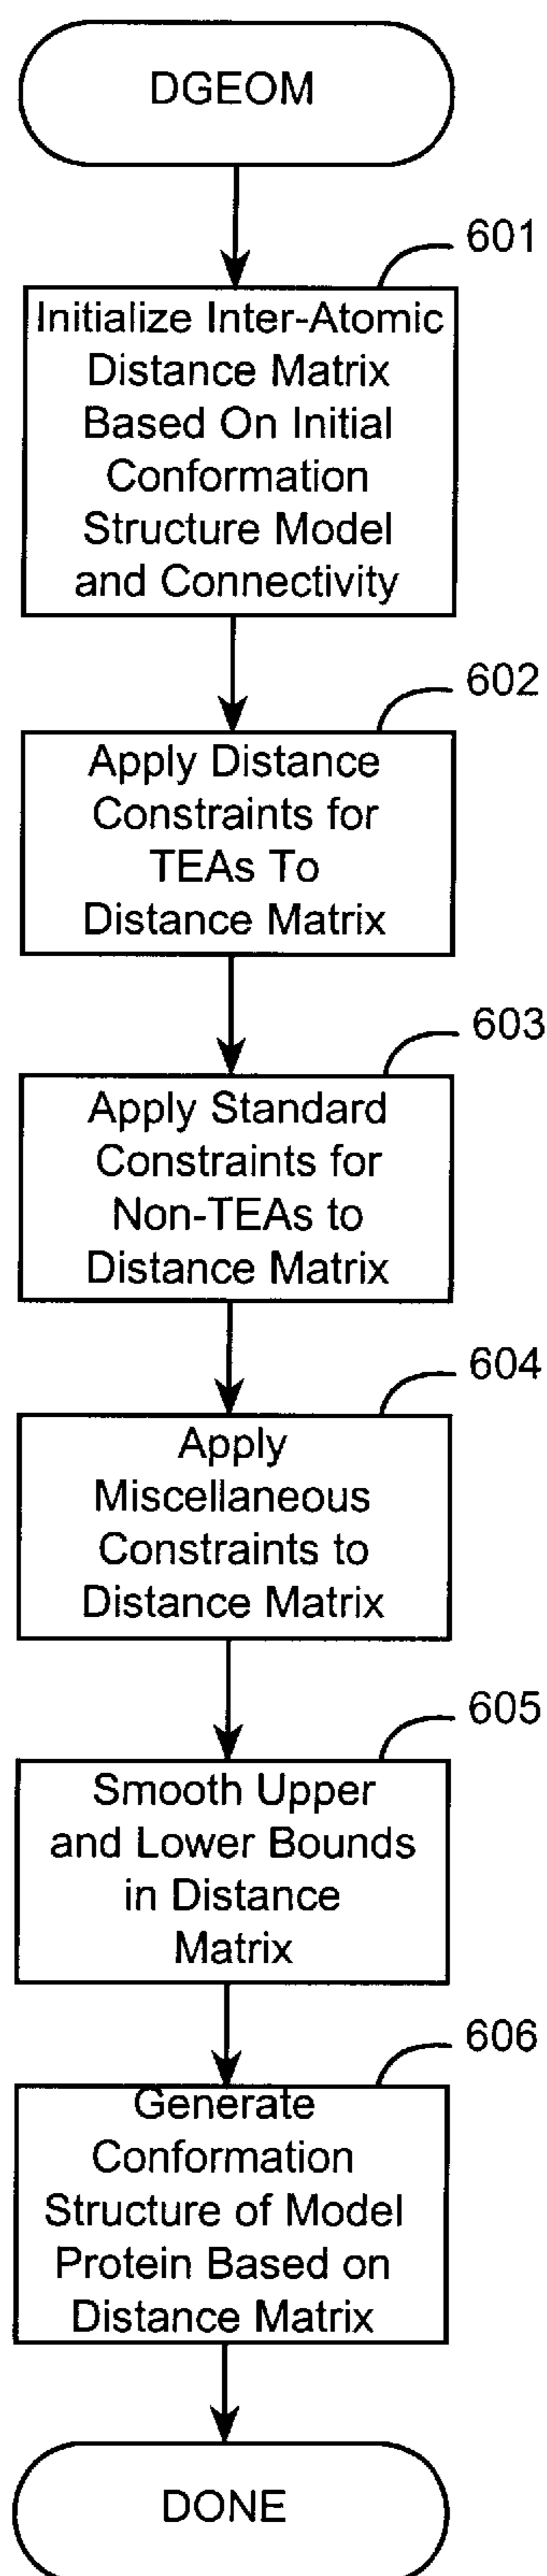 DGEOM
601
Initialize Inter-Atomic
Distance Matrix
Based On Initial
Conformation
Structure Model
and Connectivity
602
Apply Distance
Constraints for
TEAs To
Distance Matrix
603
Apply Standard
Constraints for
Non-TEAs to
Distance Matrix
604
Apply
Miscellaneous
Constraints to
Distance Matrix
605
Smooth Upper
and Lower Bounds
in Distance
Matrix
606
Generate
Conformation
Structure of Model
Protein Based on
Distance Matrix
DONE